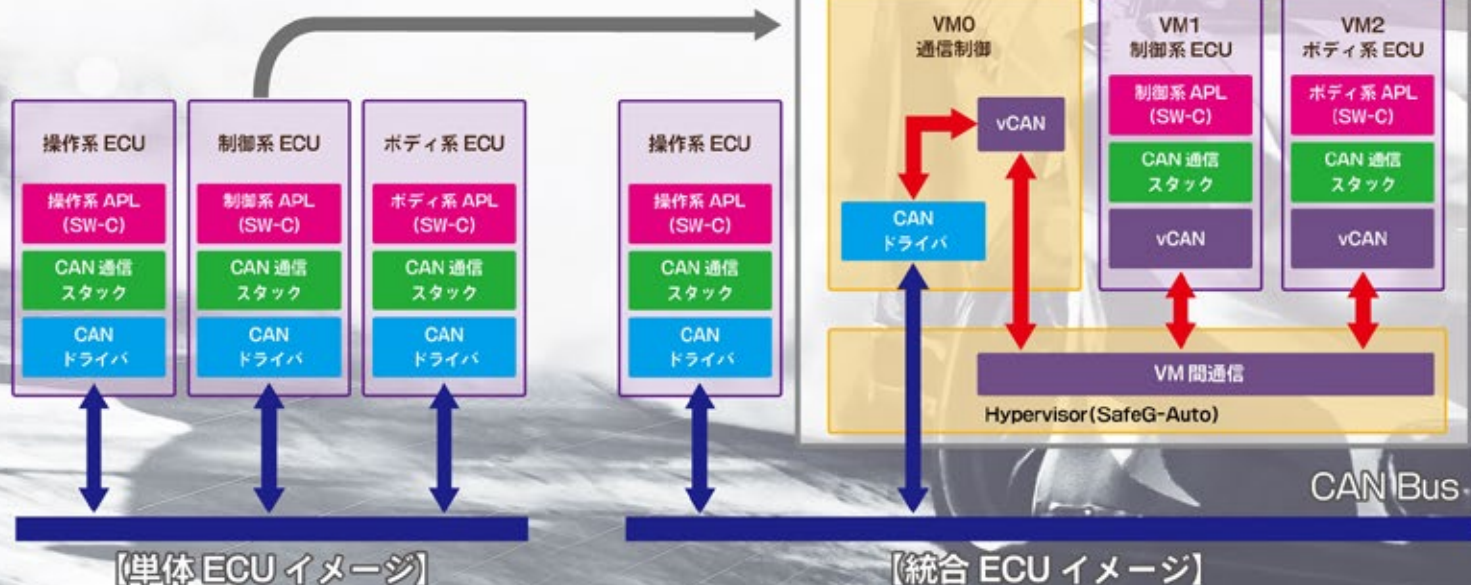 操作系 ECU
操作系 APL
(SW-C)
CAN 通信
スタック
CAN
ドライバ
制御系 ECU
制御系 APL
(SW-C)
CAN 通信
スタック
CAN
ドライバ
ボディ系 ECU
ボディ系 APL
(SW-C)
CAN 通信
スタック
CAN
ドライバ
【単体 ECU イメージ】
操作系 ECU
操作系 APL
(SW-C)
CAN 通信
スタック
CAN
ドライバ
VM0
通信制御
vCAN
CAN
ドライバ
VM1
制御系 ECU
制御系 APL
(SW-C)
CAN 通信
スタック
vCAN
VM2
ボディ系 ECU
ボディ系 APL
(SW-C)
CAN 通信
スタック
vCAN
VM 間通信
Hypervisor(SafeG-Auto)
CAN Bus
【統合 ECU イメージ】